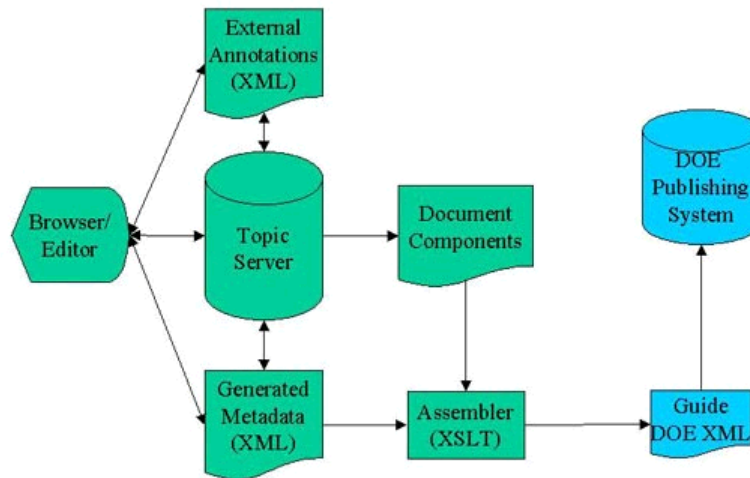 External
Annotations
(XML)
DOE
Publishing
System
Browser/
Editor
Topic
Server
Document
Components
Generated
Metadata
(XML)
Assembler
(XSLT)
Guide
DOE XML